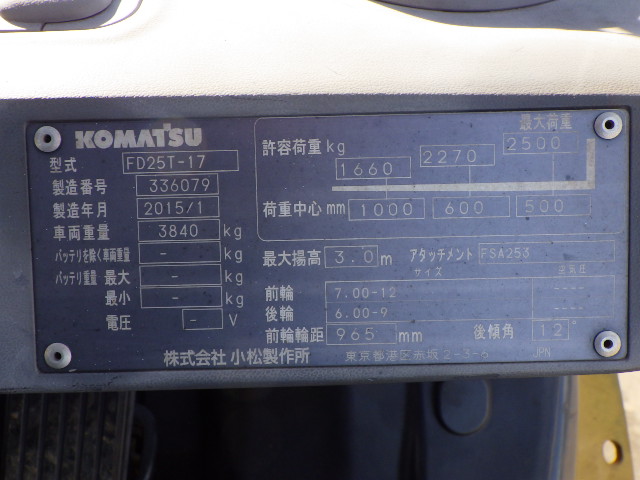 KOMATSU
型式 FD25T-17
製造番号 336079
製造年月 2015/1
車両重量 3840 kg
バッテリを除く車両重量 - kg
バッテリ重量 最大 - kg
最小 - kg
電圧 - V
最大荷重
許容荷重 kg 1660 2270 2500
荷重中心 mm 1000 600 500
最大揚高 3.0 m アタッチメント FSA253
サイズ
前輪 7.00-12 ----
後輪 6.00-9 ----
前輪輪距 965 mm 後傾角 12°
株式会社 小松製作所 東京都港区赤坂2-3-6 JPN